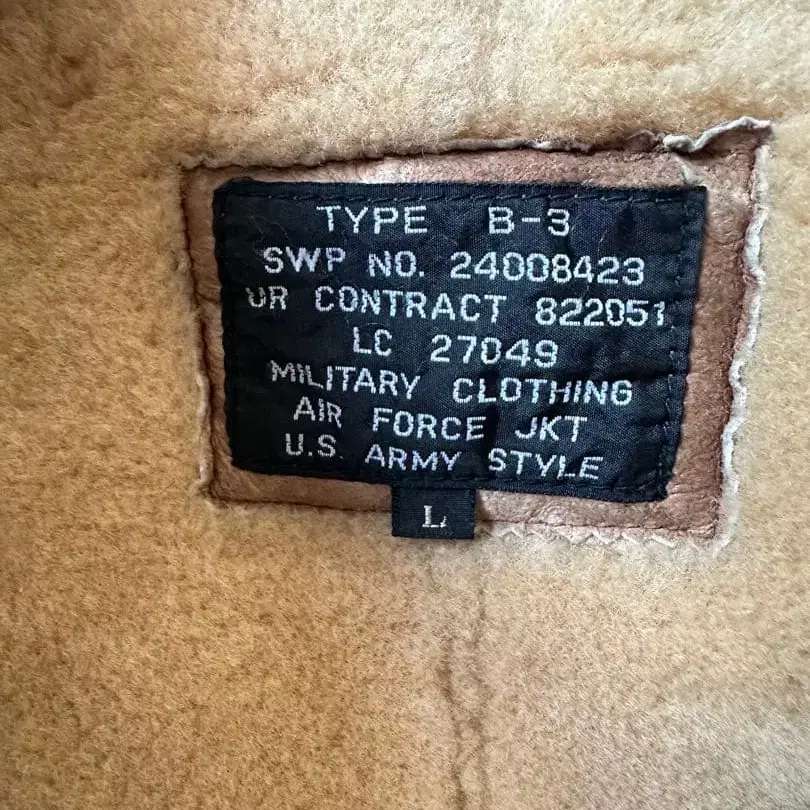 TYPE B-3
SWP NO. 24008423
UR CONTRACT 822051
LC 27049
MILITARY CLOTHING
AIR FORCE JKT
U.S. ARMY STYLE
L